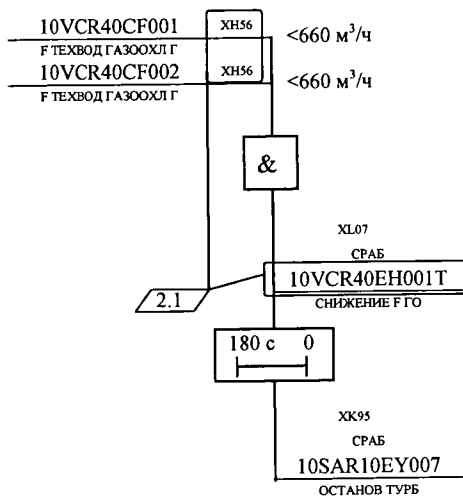 10VCR40CF001 XH56 <660 м³/ч
F ТЕХВОД ГАЗООХЛ Г
10VCR40CF002 XH56 <660 м³/ч
F ТЕХВОД ГАЗООХЛ Г
&
XL07
СРАБ
10VCR40EH001T
2.1
СНИЖЕНИЕ F ГО
180 с 0
XK95
СРАБ
10SAR10EY007
ОСТАНОВ ТУРБ